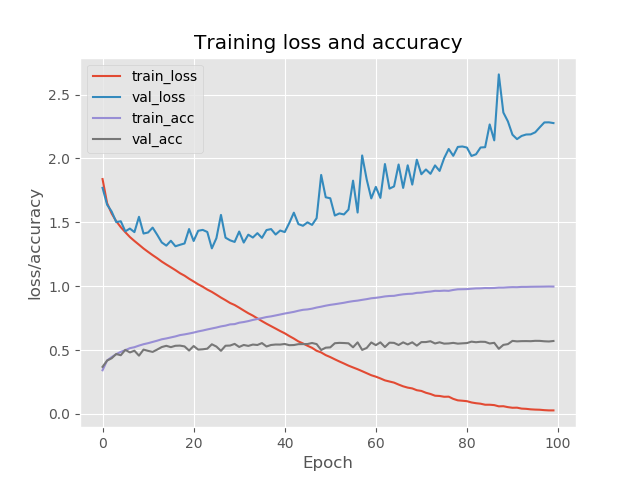 Training loss and accuracy
train_loss
val_loss
train_acc
val_acc
2.5
2.0
1.5
1.0
0.5
0.0
loss/accuracy
0 20 40 60 80 100
Epoch